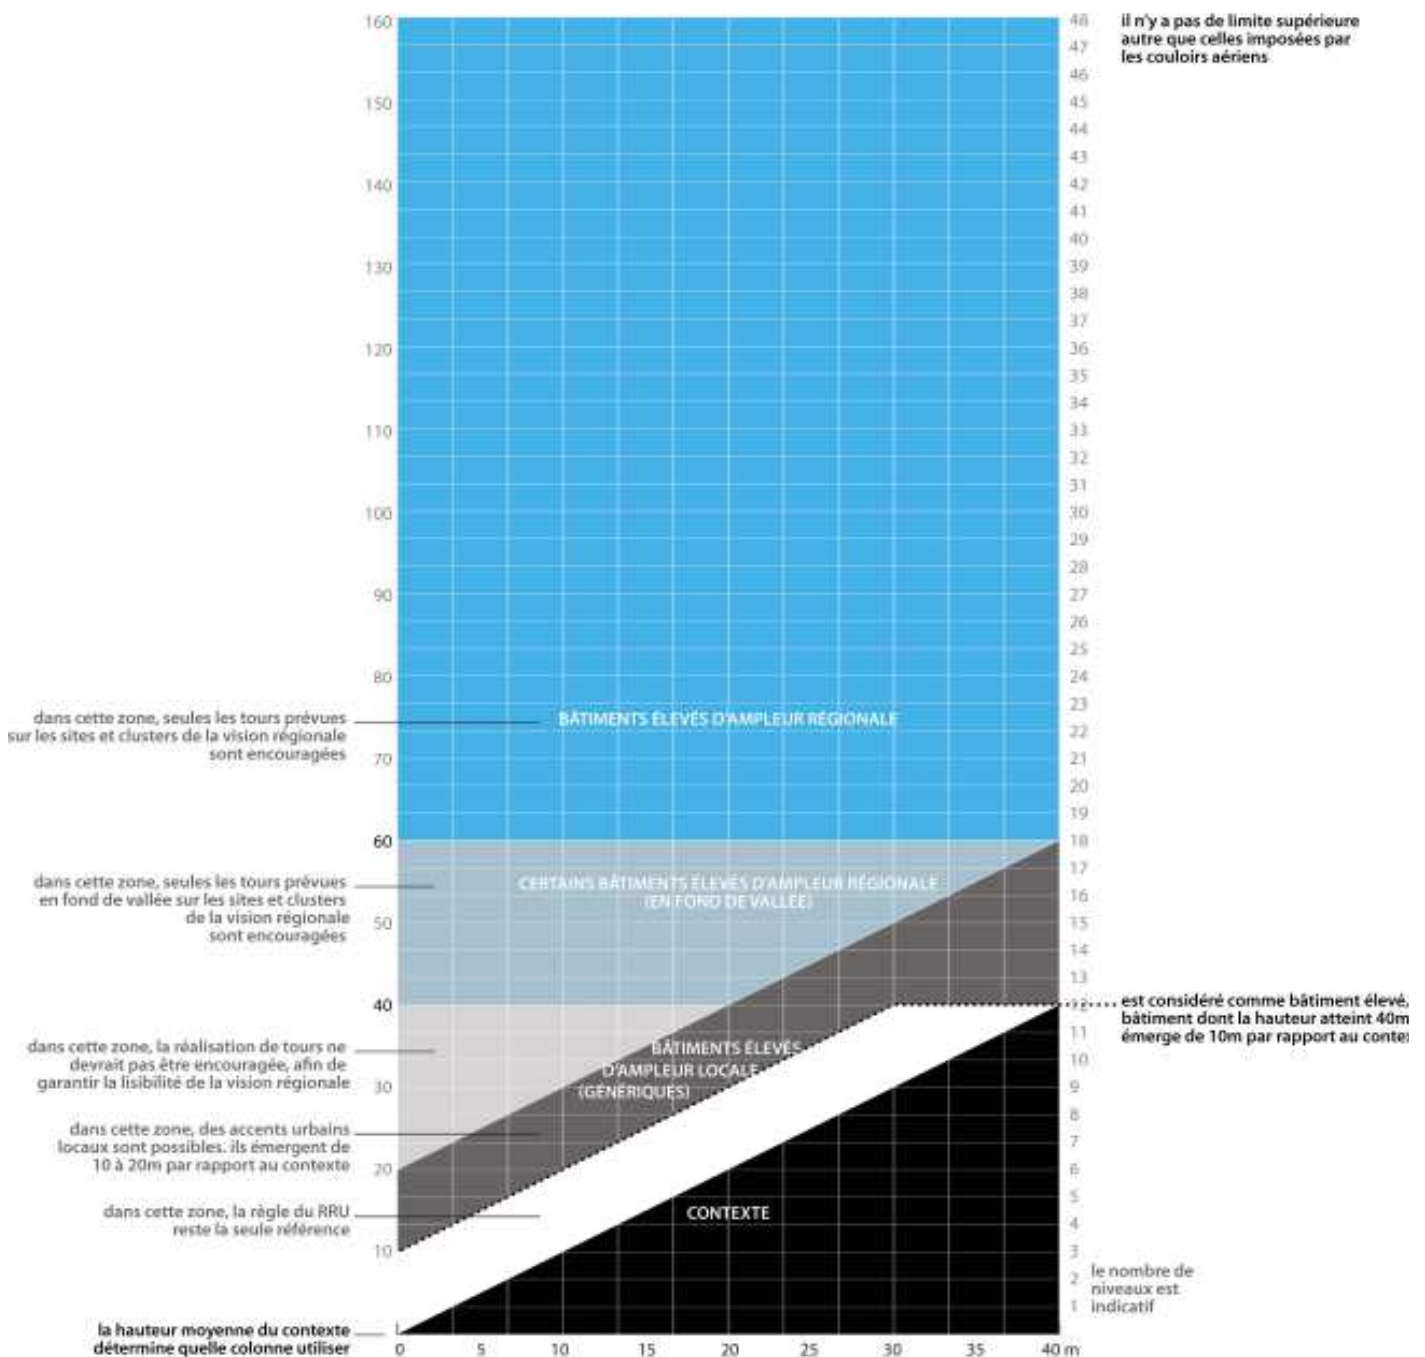 160
150
140
130
120
110
100
90
80
70
60
50
40
30
20
10
48
47
46
45
44
43
42
41
40
39
38
37
36
35
34
33
32
31
30
29
28
27
26
25
24
23
22
21
20
19
18
17
16
15
14
13
12
11
10
9
8
7
6
5
4
3
2
1
il n'y a pas de limite supérieure
autre que celles imposées par
les couloirs aériens
dans cette zone, seules les tours prévues
sur les sites et clusters de la vision régionale
sont encouragées
BÂTIMENTS ÉLEVÉS D'AMPLEUR RÉGIONALE
dans cette zone, seules les tours prévues
en fond de vallée sur les sites et clusters
de la vision régionale
sont encouragées
CERTAINS BÂTIMENTS ÉLEVÉS D'AMPLEUR RÉGIONALE
(EN FOND DE VALLÉE)
est considéré comme bâtiment élevé,
bâtiment dont la hauteur atteint 40m
émerge de 10m par rapport au contex
dans cette zone, la réalisation de tours ne
devrait pas être encouragée, afin de
garantir la lisibilité de la vision régionale
BÂTIMENTS ÉLEVÉS
D'AMPLEUR LOCALE
(GÉNÉRIQUES)
dans cette zone, des accents urbains
locaux sont possibles. ils émergent de
10 à 20m par rapport au contexte
dans cette zone, la règle du RRU
reste la seule référence
CONTEXTE
le nombre de
niveaux est
indicatif
la hauteur moyenne du contexte
détermine quelle colonne utiliser
0 5 10 15 20 25 30 35 40 m